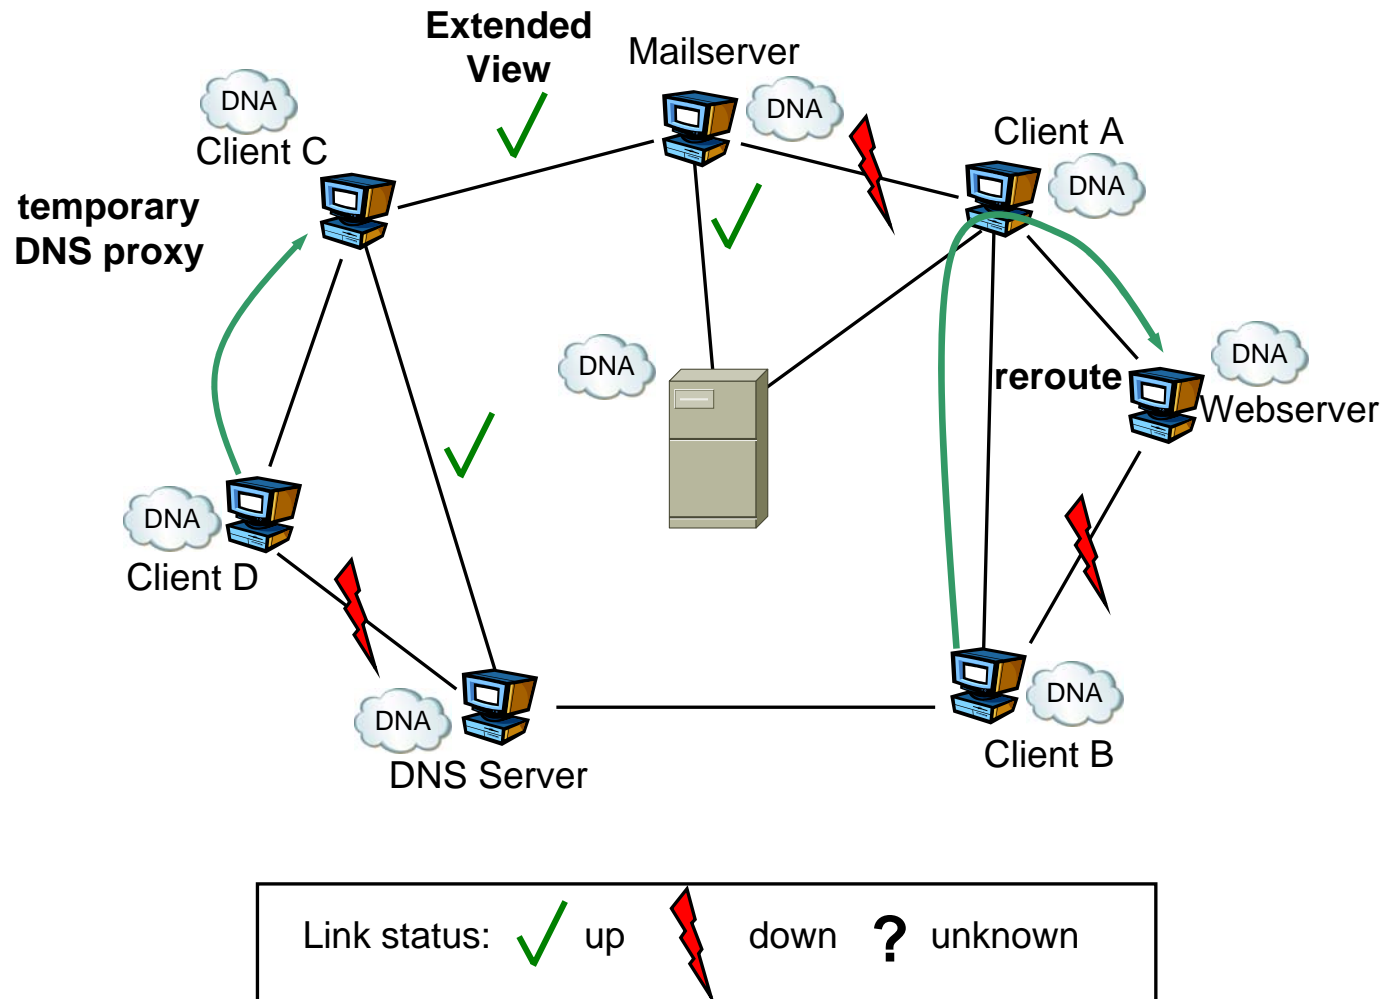 Extended
View
Mailserver
DNA
DNA
Client C
Client A
DNA
temporary
DNS proxy
DNA
DNA
reroute
Webserver
DNA
Client D
DNA
DNA
Client B
DNS Server
Link status: up down ? unknown